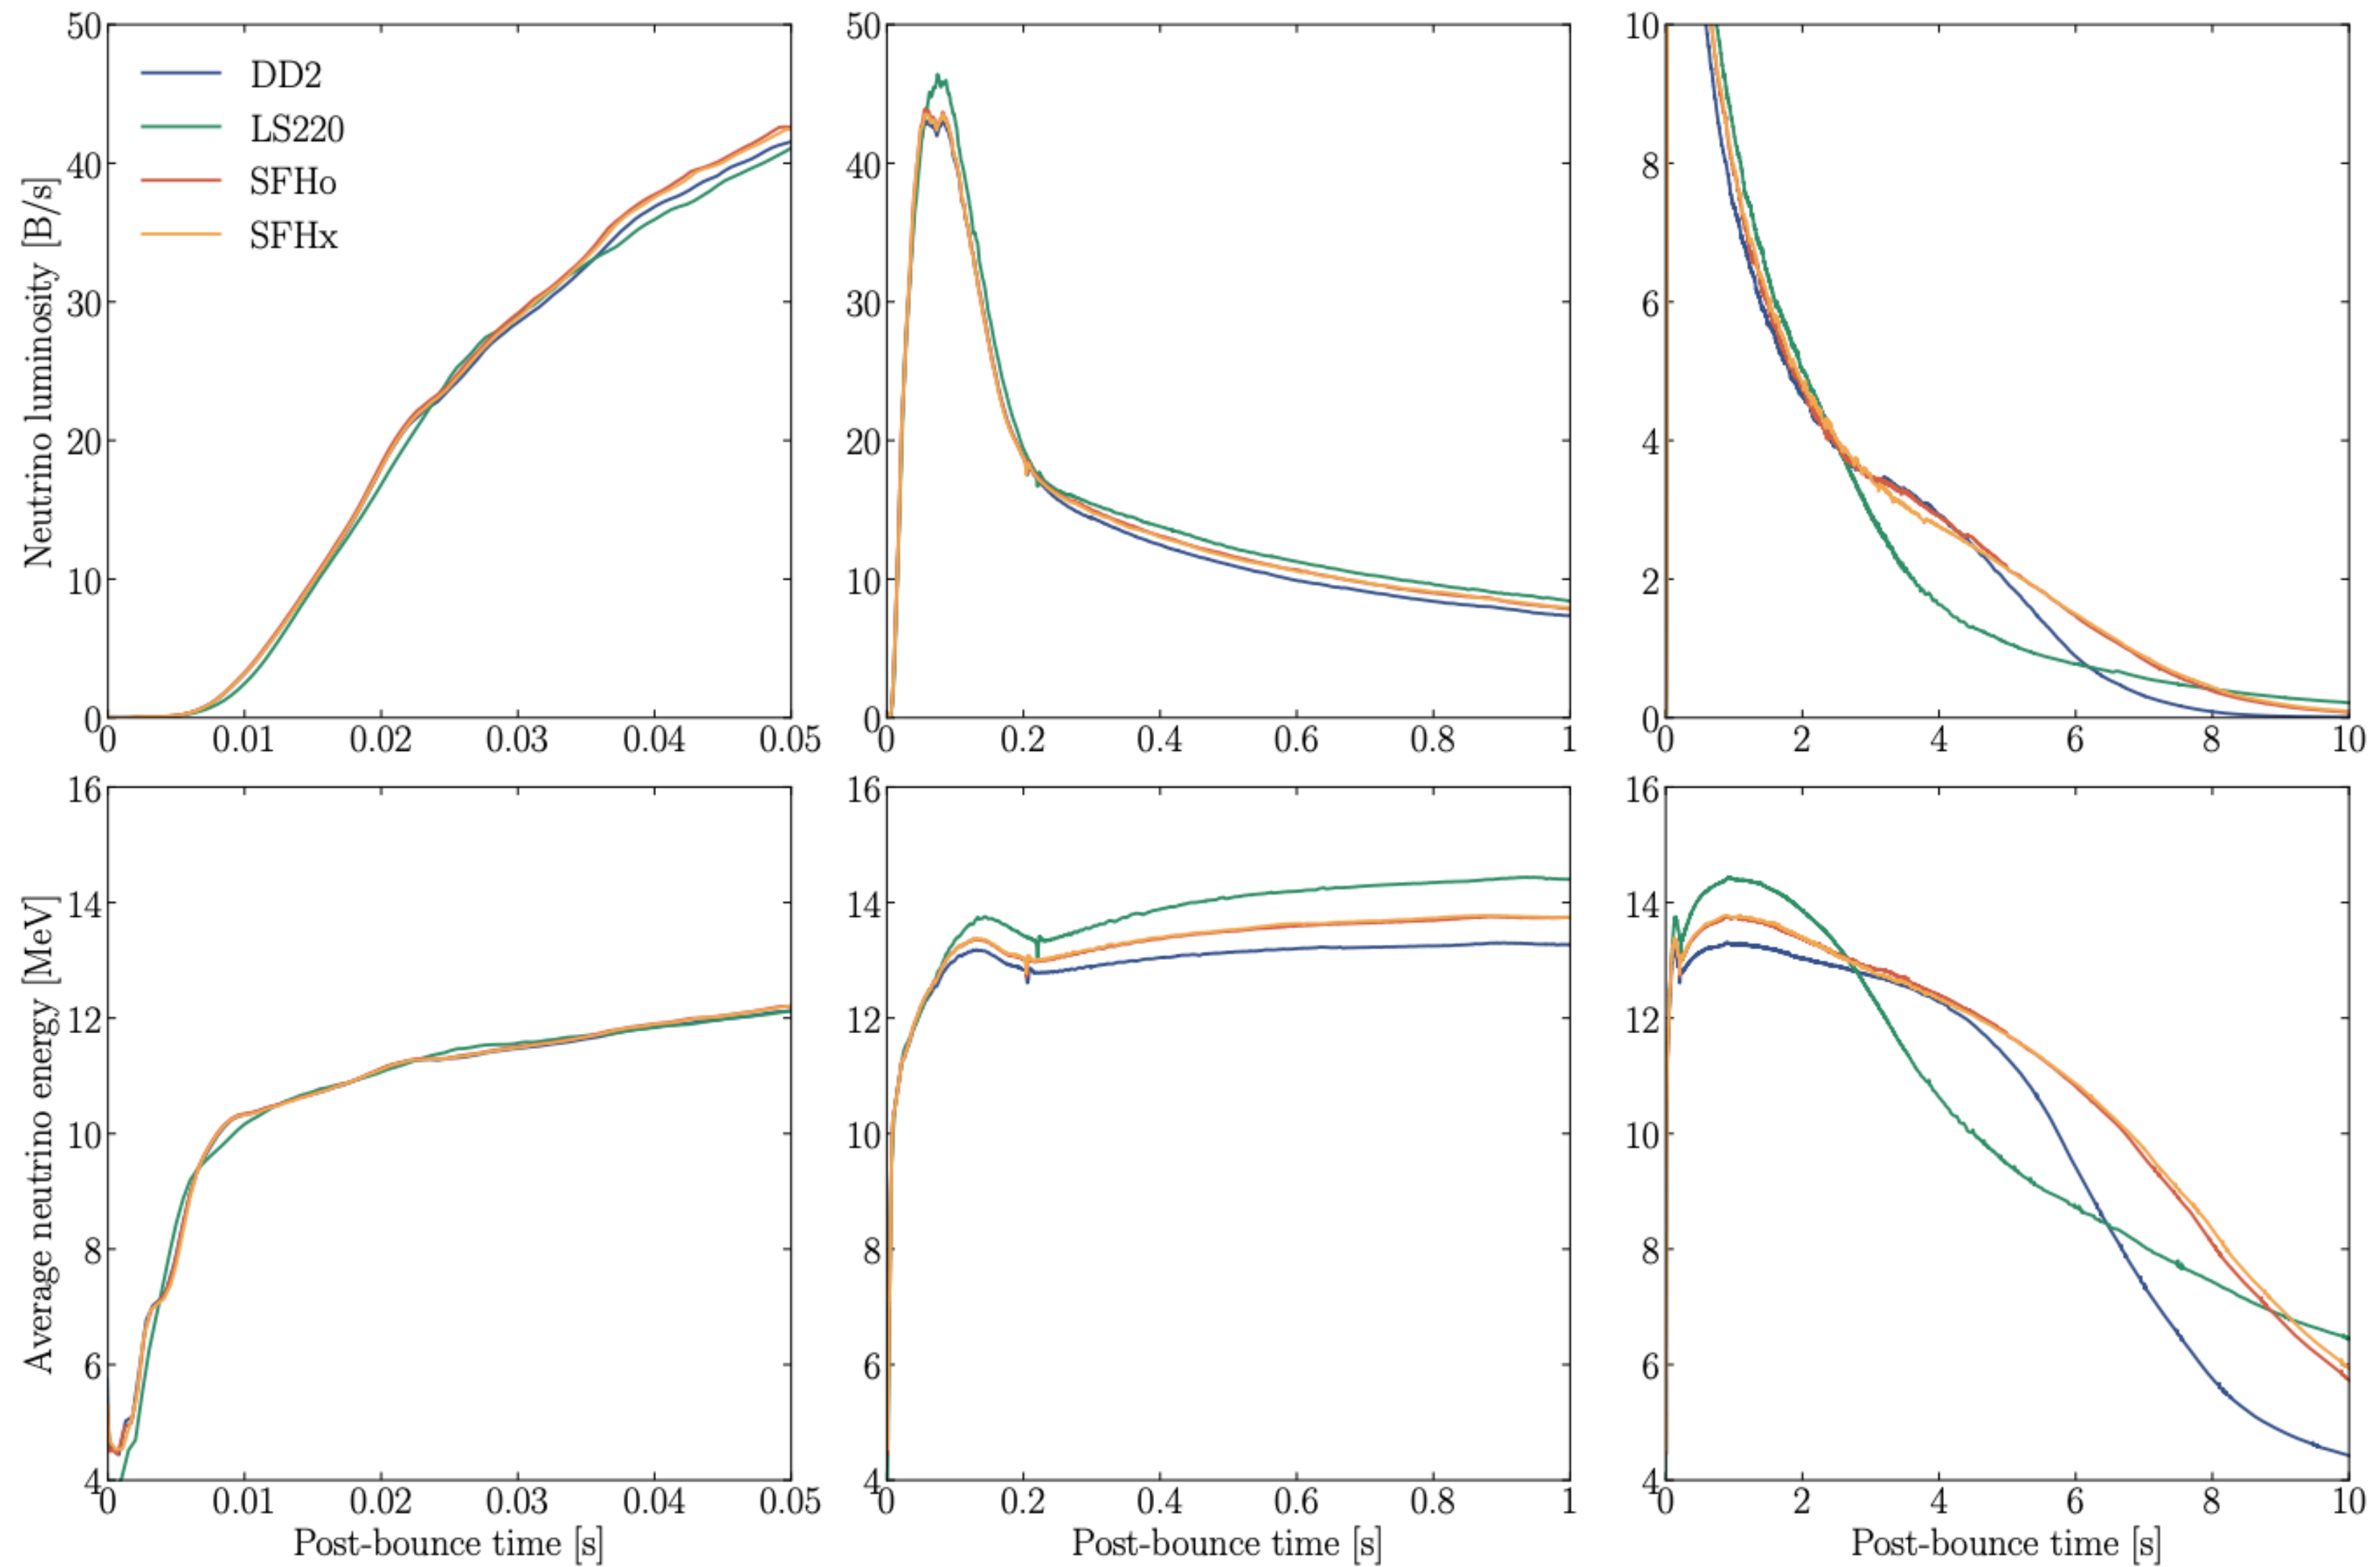 Neutrino luminosity [B/s]
50
40
30
20
10
0
DD2
LS220
SFHo
SFHx
0 0.01 0.02 0.03 0.04 0.05
50
40
30
20
10
0
0 0.2 0.4 0.6 0.8 1
10
8
6
4
2
0
0 2 4 6 8 10
Average neutrino energy [MeV]
16
14
12
10
8
6
4
0 0.01 0.02 0.03 0.04 0.05
Post-bounce time [s]
16
14
12
10
8
6
4
0 0.2 0.4 0.6 0.8 1
Post-bounce time [s]
16
14
12
10
8
6
4
0 2 4 6 8 10
Post-bounce time [s]